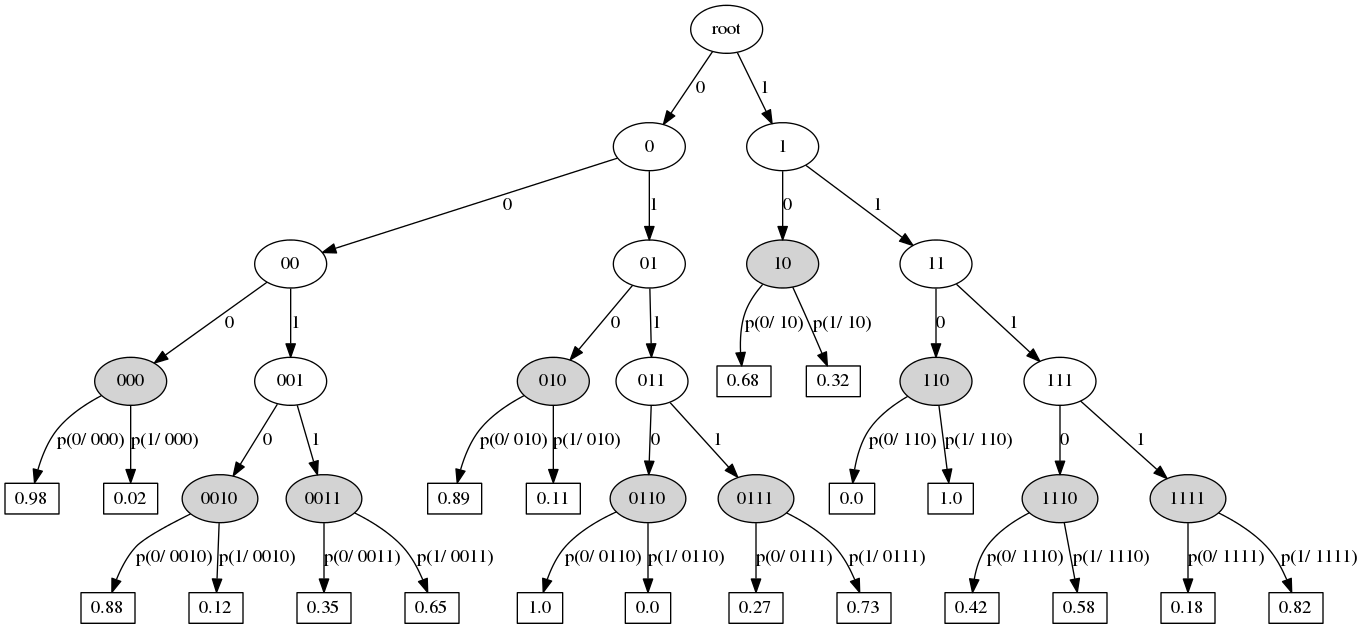 root
0 1
0 1
0 1 0 1
00 01 10 11
0 1 0 1 p(0/ 10) p(1/ 10) 0 1
000 001 010 011 0.68 0.32 110 111
p(0/ 000) p(1/ 000) 0 1 p(0/ 010) p(1/ 010) 0 1 p(0/ 110) p(1/ 110) 0 1
0.98 0.02 0010 0011 0.89 0.11 0110 0111 0.0 1.0 1110 1111
p(0/ 0010) p(1/ 0010) p(0/ 0011) p(1/ 0011) p(0/ 0110) p(1/ 0110) p(0/ 0111) p(1/ 0111) p(0/ 1110) p(1/ 1110) p(0/ 1111) p(1/ 1111)
0.88 0.12 0.35 0.65 1.0 0.0 0.27 0.73 0.42 0.58 0.18 0.82